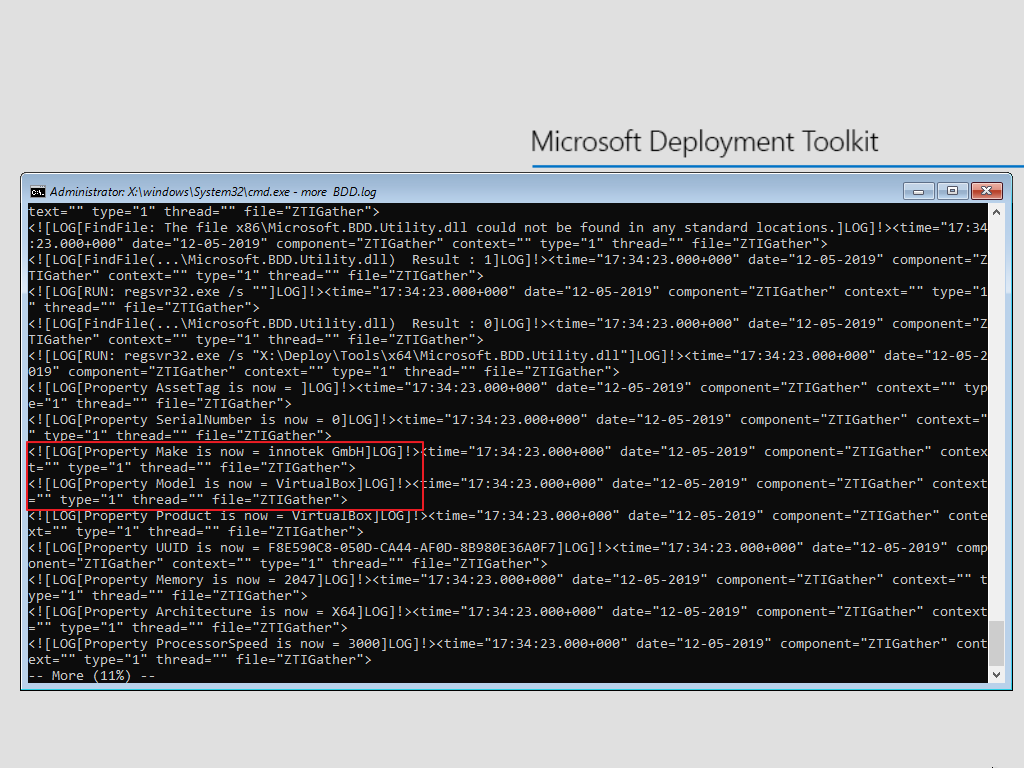 Microsoft Deployment Toolkit
Administrator: X:\windows\System32\cmd.exe - more  BDD.log
text="" type="1" thread="" file="ZTIGather">
<![LOG[FindFile: The file x86\Microsoft.BDD.Utility.dll could not be found in any standard locations.]LOG]!><time="17:34
:23.000+000" date="12-05-2019" component="ZTIGather" context="" type="1" thread="" file="ZTIGather">
<![LOG[FindFile(...\Microsoft.BDD.Utility.dll)  Result : 1]LOG]!><time="17:34:23.000+000" date="12-05-2019" component="Z
TIGather" context="" type="1" thread="" file="ZTIGather">
<![LOG[RUN: regsvr32.exe /s ""]LOG]!><time="17:34:23.000+000" date="12-05-2019" component="ZTIGather" context="" type="1
" thread="" file="ZTIGather">
<![LOG[FindFile(...\Microsoft.BDD.Utility.dll)  Result : 0]LOG]!><time="17:34:23.000+000" date="12-05-2019" component="Z
TIGather" context="" type="1" thread="" file="ZTIGather">
<![LOG[RUN: regsvr32.exe /s "X:\Deploy\Tools\x64\Microsoft.BDD.Utility.dll"]LOG]!><time="17:34:23.000+000" date="12-05-2
019" component="ZTIGather" context="" type="1" thread="" file="ZTIGather">
<![LOG[Property AssetTag is now = ]LOG]!><time="17:34:23.000+000" date="12-05-2019" component="ZTIGather" context="" typ
e="1" thread="" file="ZTIGather">
<![LOG[Property SerialNumber is now = 0]LOG]!><time="17:34:23.000+000" date="12-05-2019" component="ZTIGather" context="
" type="1" thread="" file="ZTIGather">
<![LOG[Property Make is now = innotek GmbH]LOG]!><time="17:34:23.000+000" date="12-05-2019" component="ZTIGather" contex
t="" type="1" thread="" file="ZTIGather">
<![LOG[Property Model is now = VirtualBox]LOG]!><time="17:34:23.000+000" date="12-05-2019" component="ZTIGather" context
="" type="1" thread="" file="ZTIGather">
<![LOG[Property Product is now = VirtualBox]LOG]!><time="17:34:23.000+000" date="12-05-2019" component="ZTIGather" conte
xt="" type="1" thread="" file="ZTIGather">
<![LOG[Property UUID is now = F8E590C8-050D-CA44-AF0D-8B980E36A0F7]LOG]!><time="17:34:23.000+000" date="12-05-2019" comp
onent="ZTIGather" context="" type="1" thread="" file="ZTIGather">
<![LOG[Property Memory is now = 2047]LOG]!><time="17:34:23.000+000" date="12-05-2019" component="ZTIGather" context="" t
ype="1" thread="" file="ZTIGather">
<![LOG[Property Architecture is now = X64]LOG]!><time="17:34:23.000+000" date="12-05-2019" component="ZTIGather" context
="" type="1" thread="" file="ZTIGather">
<![LOG[Property ProcessorSpeed is now = 3000]LOG]!><time="17:34:23.000+000" date="12-05-2019" component="ZTIGather" cont
ext="" type="1" thread="" file="ZTIGather">
-- More (11%) --